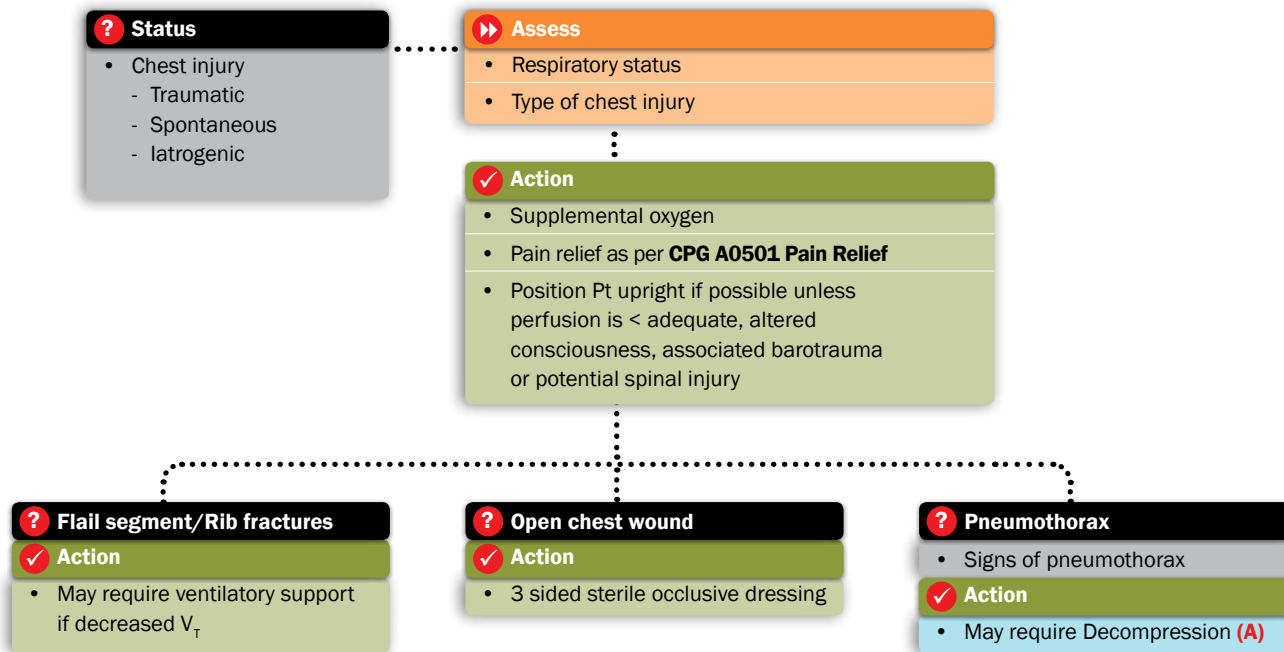 ? Status
• Chest injury
- Traumatic
- Spontaneous
- Iatrogenic
Assess
• Respiratory status
• Type of chest injury
Action
• Supplemental oxygen
• Pain relief as per CPG A0501 Pain Relief
• Position Pt upright if possible unless
perfusion is < adequate, altered
consciousness, associated barotrauma
or potential spinal injury
? Flail segment/Rib fractures
Action
• May require ventilatory support
if decreased VT
? Open chest wound
Action
• 3 sided sterile occlusive dressing
? Pneumothorax
• Signs of pneumothorax
Action
• May require Decompression (A)